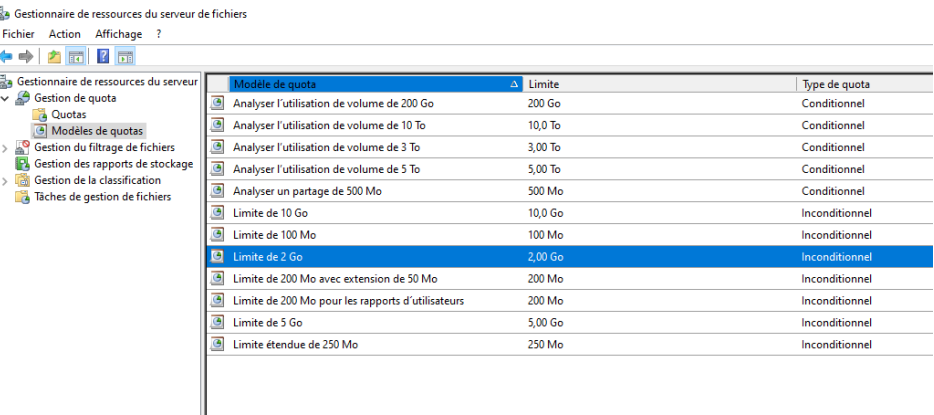 Gestionnaire de ressources du serveur de fichiers
Fichier Action Affichage ?
Gestionnaire de ressources du serveur
Gestion de quota
Quotas
Modèles de quotas
Gestion du filtrage de fichiers
Gestion des rapports de stockage
Gestion de la classification
Tâches de gestion de fichiers
Modèle de quota Limite Type de quota
Analyser l´utilisation de volume de 200 Go 200 Go Conditionnel
Analyser l´utilisation de volume de 10 To 10,0 To Conditionnel
Analyser l´utilisation de volume de 3 To 3,00 To Conditionnel
Analyser l´utilisation de volume de 5 To 5,00 To Conditionnel
Analyser un partage de 500 Mo 500 Mo Conditionnel
Limite de 10 Go 10,0 Go Inconditionnel
Limite de 100 Mo 100 Mo Inconditionnel
Limite de 2 Go 2,00 Go Inconditionnel
Limite de 200 Mo avec extension de 50 Mo 200 Mo Inconditionnel
Limite de 200 Mo pour les rapports d´utilisateurs 200 Mo Inconditionnel
Limite de 5 Go 5,00 Go Inconditionnel
Limite étendue de 250 Mo 250 Mo Inconditionnel